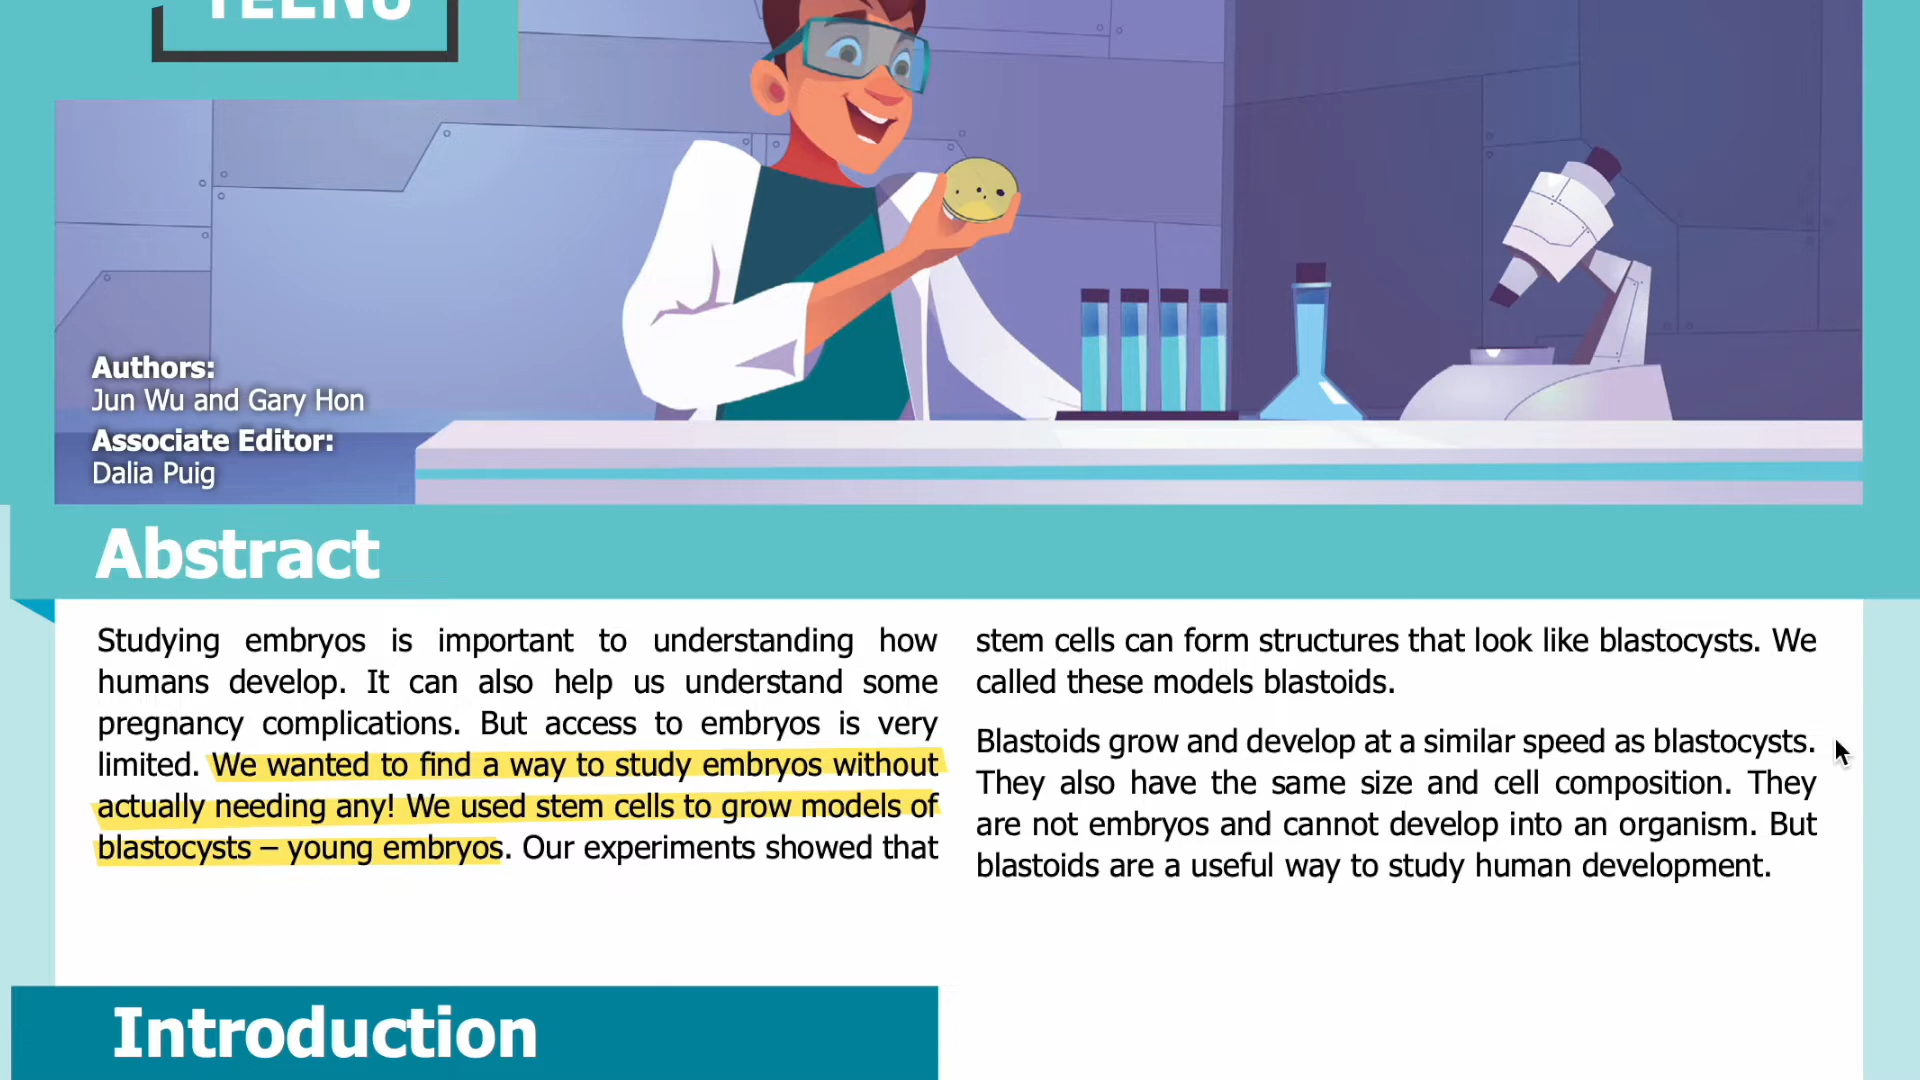 Authors:
Jun Wu and Gary Hon
Associate Editor:
Dalia Puig
Abstract
Studying embryos is important to understanding how
humans develop. It can also help us understand some
pregnancy complications. But access to embryos is very
limited. We wanted to find a way to study embryos without
actually needing any! We used stem cells to grow models of
blastocysts – young embryos. Our experiments showed that
stem cells can form structures that look like blastocysts. We
called these models blastoids.
Blastoids grow and develop at a similar speed as blastocysts.
They also have the same size and cell composition. They
are not embryos and cannot develop into an organism. But
blastoids are a useful way to study human development.
Introduction